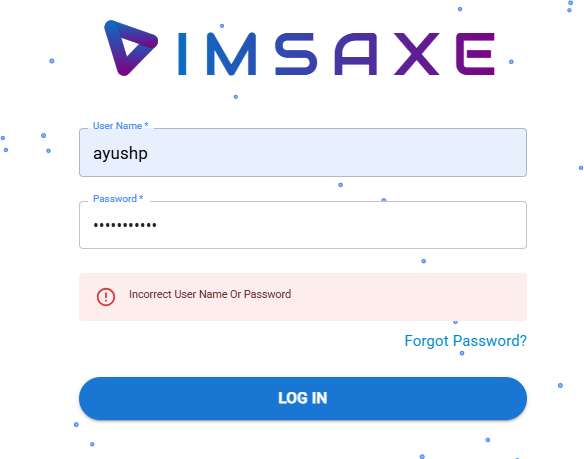 IMSAXE
User Name *
ayushp
Password *
•••••••••••
Incorrect User Name Or Password
Forgot Password?
LOG IN